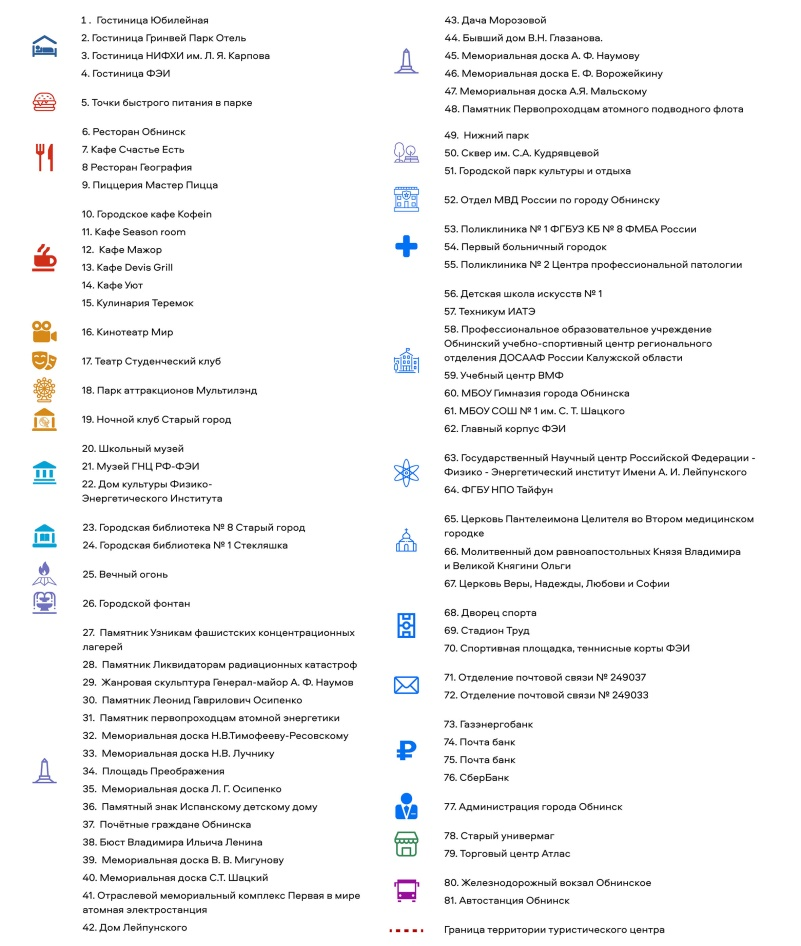 1. Гостиница Юбилейная
2. Гостиница Гринвей Парк Отель
3. Гостиница НИФХИ им. Л. Я. Карпова
4. Гостиница ФЭИ
5. Точки быстрого питания в парке
6. Ресторан Обнинск
7. Кафе Счастье Есть
8 Ресторан География
9. Пиццерия Мастер Пицца
10. Городское кафе Кофеin
11. Кафе Season room
12. Кафе Мажор
13. Кафе Devis Grill
14. Кафе Уют
15. Кулинария Теремок
16. Кинотеатр Мир
17. Театр Студенческий клуб
18. Парк аттракционов Мультилэнд
19. Ночной клуб Старый город
20. Школьный музей
21. Музей ГНЦ РФ-ФЭИ
22. Дом культуры Физико-
Энергетического Института
23. Городская библиотека № 8 Старый город
24. Городская библиотека № 1 Стекляшка
25. Вечный огонь
26. Городской фонтан
27. Памятник Узникам фашистских концентрационных
лагерей
28. Памятник Ликвидаторам радиационных катастроф
29. Жанровая скульптура Генерал-майор А. Ф. Наумов
30. Памятник Леонид Гаврилович Осипенко
31. Памятник первопроходцам атомной энергетики
32. Мемориальная доска Н.В.Тимофееву-Ресовскому
33. Мемориальная доска Н.В. Лучнику
34. Площадь Преображения
35. Мемориальная доска Л. Г. Осипенко
36. Памятный знак Испанскому детскому дому
37. Почётные граждане Обнинска
38. Бюст Владимира Ильича Ленина
39. Мемориальная доска В. В. Мигунову
40. Мемориальная доска С.Т. Шацкий
41. Отраслевой мемориальный комплекс Первая в мире
атомная электростанция
42. Дом Лейпунского
43. Дача Морозовой
44. Бывший дом В.Н. Глазанова.
45. Мемориальная доска А. Ф. Наумову
46. Мемориальная доска Е. Ф. Ворожейкину
47. Мемориальная доска А.Я. Мальскому
48. Памятник Первопроходцам атомного подводного флота
49. Нижний парк
50. Сквер им. С.А. Кудрявцевой
51. Городской парк культуры и отдыха
52. Отдел МВД России по городу Обнинску
53. Поликлиника № 1 ФГБУЗ КБ № 8 ФМБА России
54. Первый больничный городок
55. Поликлиника № 2 Центра профессиональной патологии
56. Детская школа искусств № 1
57. Техникум ИАТЭ
58. Профессиональное образовательное учреждение
Обнинский учебно-спортивный центр регионального
отделения ДОСААФ России Калужской области
59. Учебный центр ВМФ
60. МБОУ Гимназия города Обнинска
61. МБОУ СОШ № 1 им. С. Т. Шацкого
62. Главный корпус ФЭИ
63. Государственный Научный центр Российской Федерации -
Физико - Энергетический институт Имени А. И. Лейпунского
64. ФГБУ НПО Тайфун
65. Церковь Пантелеимона Целителя во Втором медицинском
городке
66. Молитвенный дом равноапостольных Князя Владимира
и Великой Княгини Ольги
67. Церковь Веры, Надежды, Любови и Софии
68. Дворец спорта
69. Стадион Труд
70. Спортивная площадка, теннисные корты ФЭИ
71. Отделение почтовой связи № 249037
72. Отделение почтовой связи № 249033
73. Газэнергобанк
74. Почта банк
75. Почта банк
76. СберБанк
77. Администрация города Обнинск
78. Старый универмаг
79. Торговый центр Атлас
80. Железнодорожный вокзал Обнинское
81. Автостанция Обнинск
Граница территории туристического центра